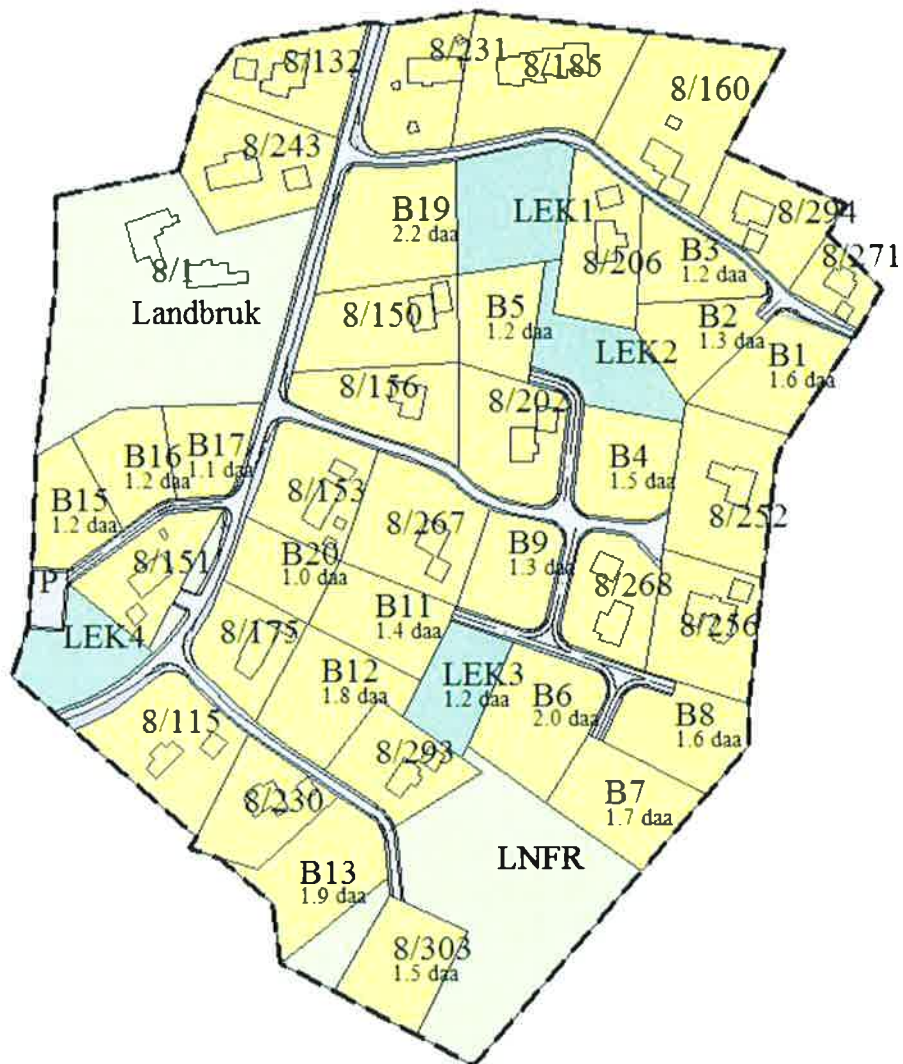 8/132
8/231
8/185
8/160
8/243
8/294
8/271
B19
2.2 daa
LEK1
8/206
B3
1.2 daa
8/1
Landbruk
8/150
B5
1.2 daa
B2
1.3 daa
LEK2
B1
1.6 daa
8/156
8/202
B17
1.1 daa
B16
1.2 daa
B15
1.2 daa
B4
1.5 daa
8/153
8/267
8/252
B20
1.0 daa
B9
1.3 daa
8/151
P
8/268
B11
1.4 daa
8/256
LEK4
8/175
B12
1.8 daa
LEK3
1.2 daa
B6
2.0 daa
B8
1.6 daa
8/115
8/293
8/230
B7
1.7 daa
LNFR
B13
1.9 daa
8/303
1.5 daa